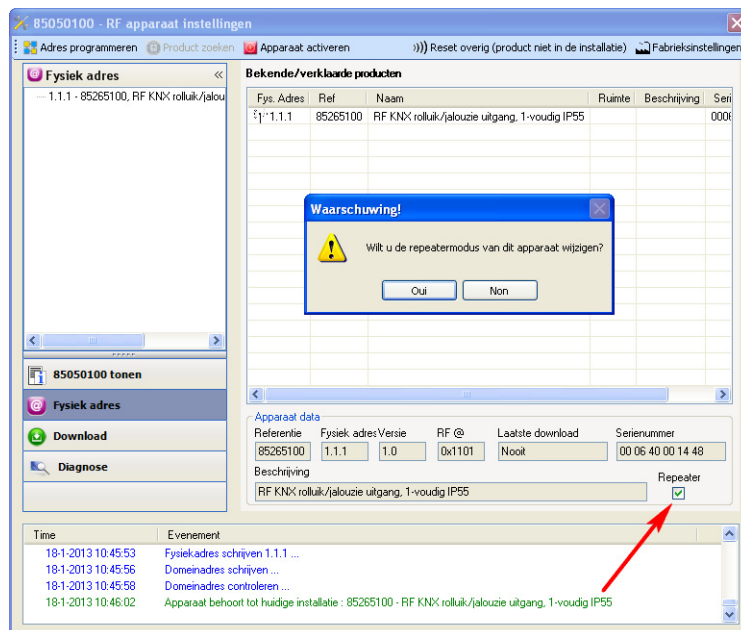 85050100 - RF apparaat instellingen
Adres programmeren Product zoeken Apparaat activeren Reset overig (product niet in de installatie) Fabrieksinstellingen
Fysiek adres
1.1.1 - 85265100, RF KNX rolluik/jalou
Bekende/verklaarde producten
Fys. Adres Ref Naam Ruimte Beschrijving Seri
1.1.1 85265100 RF KNX rolluik/jalouzie uitgang, 1-voudig IP55 0006
Waarschuwing!
Wilt u de repeatermodus van dit apparaat wijzigen?
Oui Non
85050100 tonen
Fysiek adres
Download
Diagnose
Apparaat data
Referentie Fysiek adres Versie RF @ Laatste download Serienummer
85265100 1.1.1 1.0 0x1101 Nooit 00 06 40 00 14 48
Beschrijving
Repeater
RF KNX rolluik/jalouzie uitgang, 1-voudig IP55
Time Evenement
18-1-2013 10:45:53 Fysiekadres schrijven 1.1.1 ...
18-1-2013 10:45:56 Domeinadres schrijven ...
18-1-2013 10:45:58 Domeinadres controleren ...
18-1-2013 10:46:02 Apparaat behoort tot huidige installatie : 85265100 - RF KNX rolluik/jalouzie uitgang, 1-voudig IP55